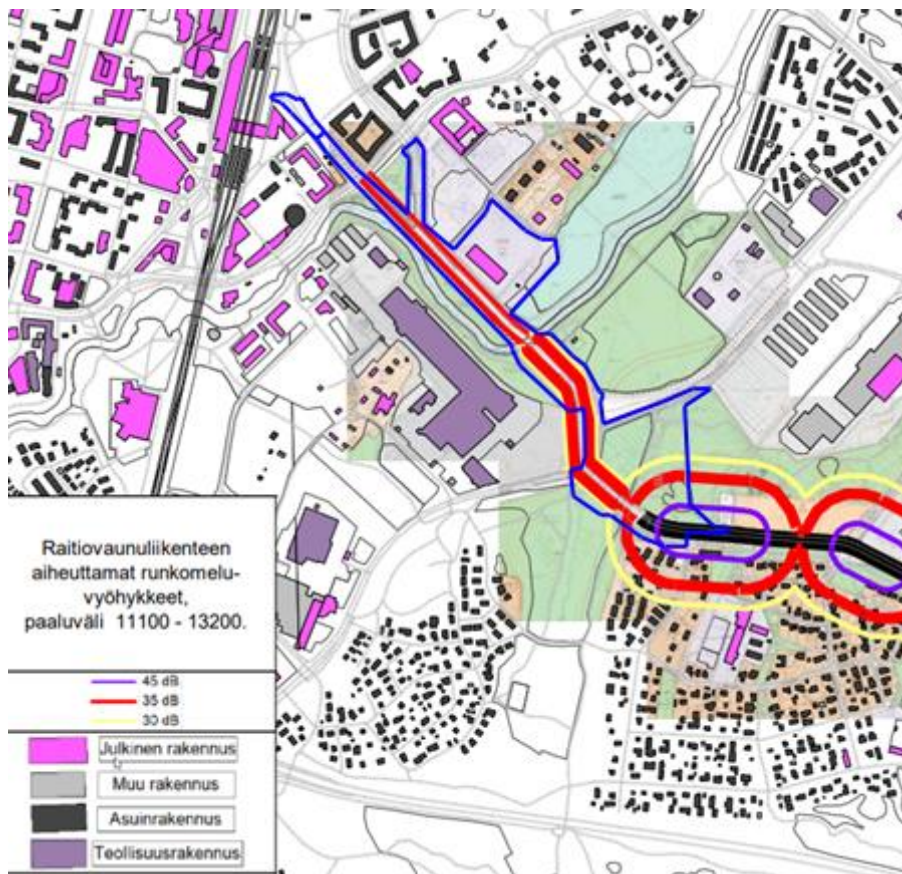 Raitiovaunuliikenteen
aiheuttamat runkomelu-
vyöhykkeet,
paaluväli 11100 - 13200.
45 dB
35 dB
30 dB
Julkinen rakennus
Muu rakennus
Asuinrakennus
Teollisuusrakennus